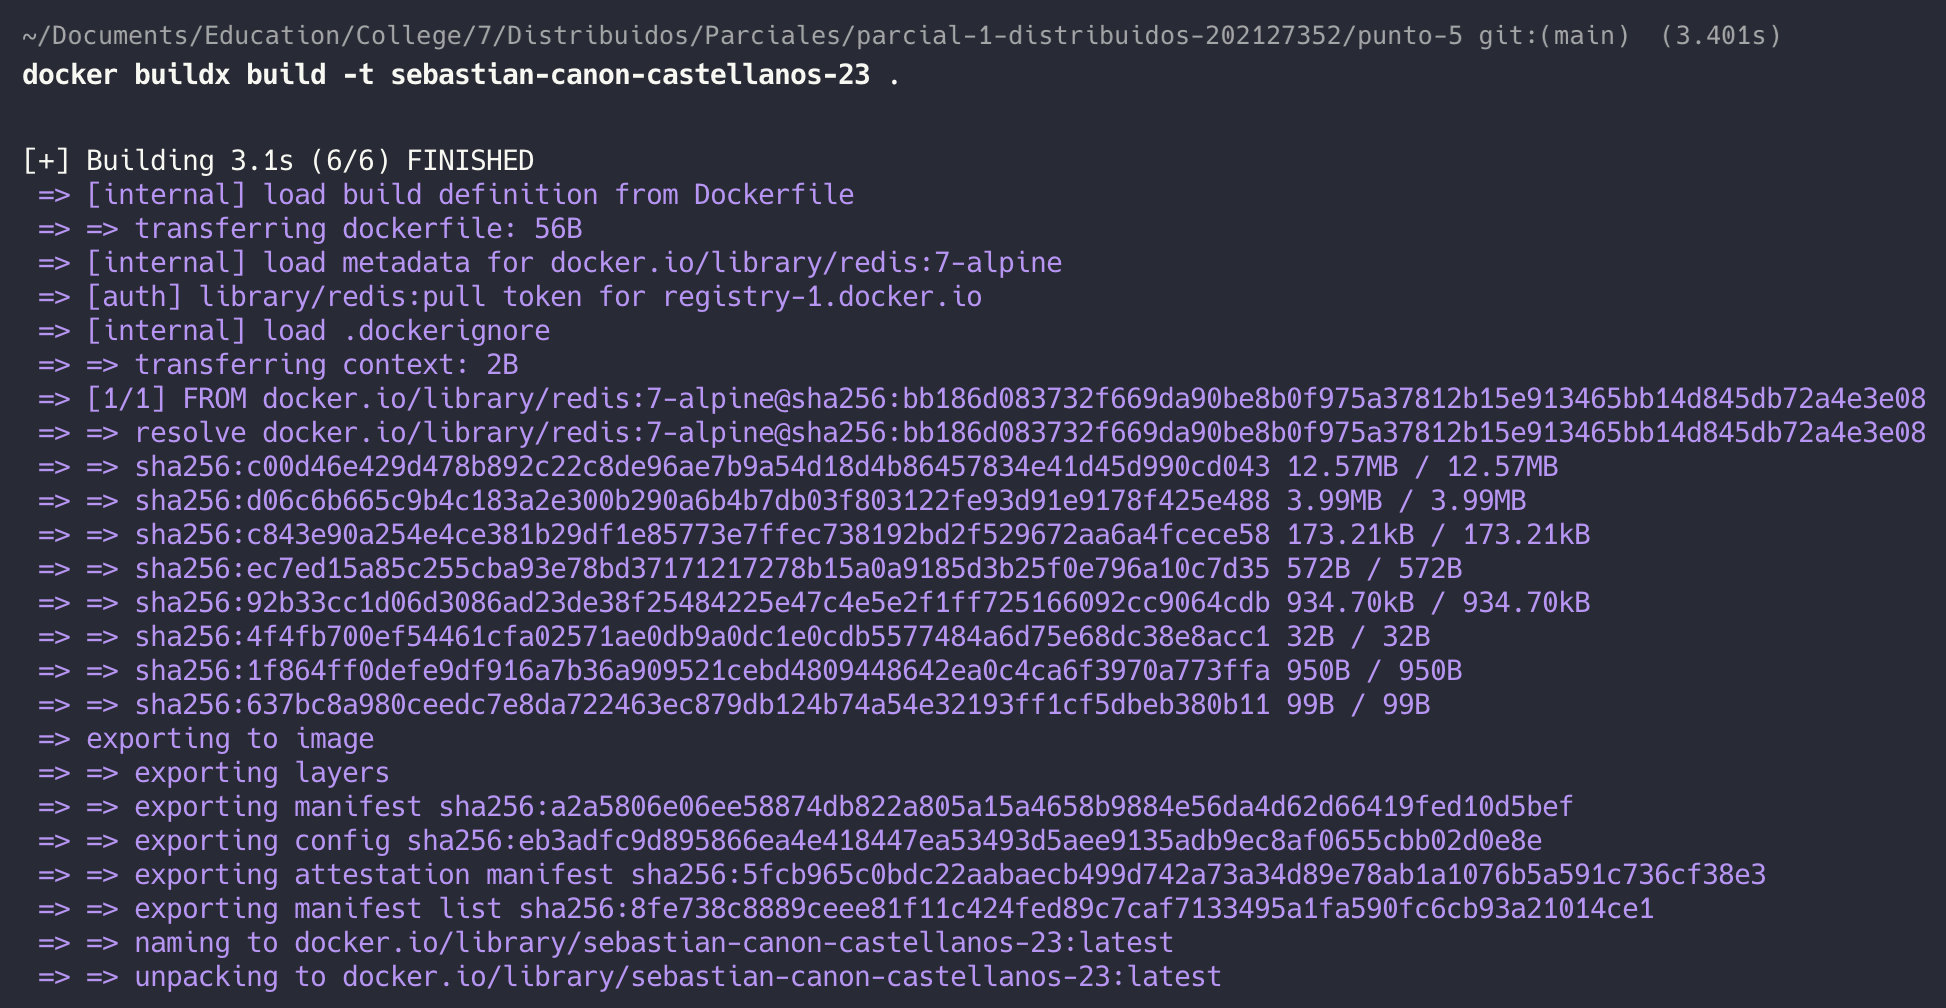 ~/Documents/Education/College/7/Distribuidos/Parciales/parcial-1-distribuidos-202127352/punto-5 git:(main) (3.401s)
docker buildx build -t sebastian-canon-castellanos-23 .
[+] Building 3.1s (6/6) FINISHED
=> [internal] load build definition from Dockerfile
=> => transferring dockerfile: 56B
=> [internal] load metadata for docker.io/library/redis:7-alpine
=> [auth] library/redis:pull token for registry-1.docker.io
=> [internal] load .dockerignore
=> => transferring context: 2B
=> [1/1] FROM docker.io/library/redis:7-alpine@sha256:bb186d083732f669da90be8b0f975a37812b15e913465bb14d845db72a4e3e08
=> => resolve docker.io/library/redis:7-alpine@sha256:bb186d083732f669da90be8b0f975a37812b15e913465bb14d845db72a4e3e08
=> => sha256:c00d46e429d478b892c22c8de96ae7b9a54d18d4b86457834e41d45d990cd043 12.57MB / 12.57MB
=> => sha256:d06c6b665c9b4c183a2e300b290a6b4b7db03f803122fe93d91e9178f425e488 3.99MB / 3.99MB
=> => sha256:c843e90a254e4ce381b29df1e85773e7ffec738192bd2f529672aa6a4fcece58 173.21kB / 173.21kB
=> => sha256:ec7ed15a85c255cba93e78bd37171217278b15a0a9185d3b25f0e796a10c7d35 572B / 572B
=> => sha256:92b33cc1d06d3086ad23de38f25484225e47c4e5e2f1ff725166092cc9064cdb 934.70kB / 934.70kB
=> => sha256:4f4fb700ef54461cfa02571ae0db9a0dc1e0cdb5577484a6d75e68dc38e8acc1 32B / 32B
=> => sha256:1f864ff0defe9df916a7b36a909521cebd4809448642ea0c4ca6f3970a773ffa 950B / 950B
=> => sha256:637bc8a980ceedc7e8da722463ec879db124b74a54e32193ff1cf5dbeb380b11 99B / 99B
=> exporting to image
=> => exporting layers
=> => exporting manifest sha256:a2a5806e06ee58874db822a805a15a4658b9884e56da4d62d66419fed10d5bef
=> => exporting config sha256:eb3adfc9d895866ea4e418447ea53493d5aee9135adb9ec8af0655cbb02d0e8e
=> => exporting attestation manifest sha256:5fcb965c0bdc22aabaecb499d742a73a34d89e78ab1a1076b5a591c736cf38e3
=> => exporting manifest list sha256:8fe738c8889ceee81f11c424fed89c7caf7133495a1fa590fc6cb93a21014ce1
=> => naming to docker.io/library/sebastian-canon-castellanos-23:latest
=> => unpacking to docker.io/library/sebastian-canon-castellanos-23:latest